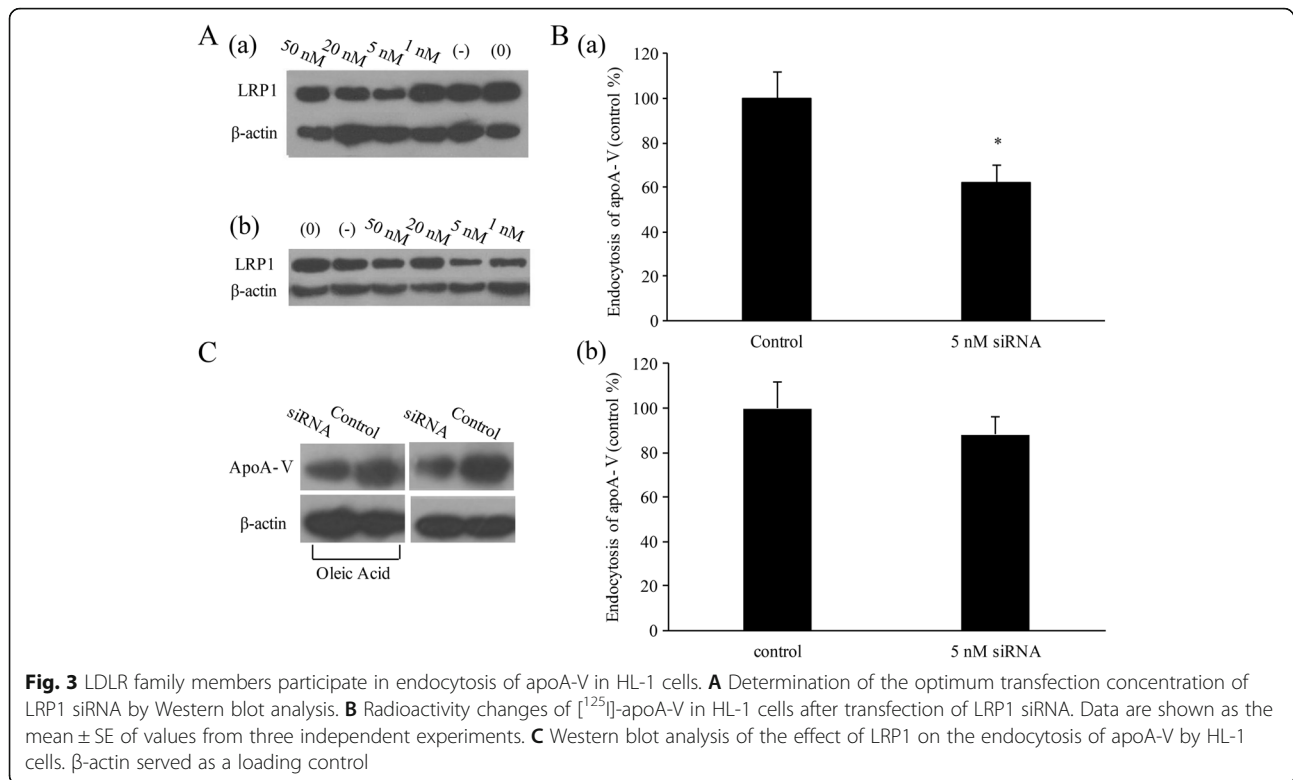 A
(a)
50 nM 20 nM 5 nM 1 nM (-) (0)
LRP1
β-actin
(b)
(0) (-) 50 nM 20 nM 5 nM 1 nM
LRP1
β-actin
C
siRNA Control siRNA Control
ApoA-V
β-actin
Oleic Acid
B
(a)
Endocytosis of apoA-V (control %)
120
100
80
60
40
20
0
*
Control 5 nM siRNA
(b)
Endocytosis of apoA-V (control %)
120
100
80
60
40
20
0
control 5 nM siRNA
Fig. 3 LDLR family members participate in endocytosis of apoA-V in HL-1 cells. A Determination of the optimum transfection concentration of
LRP1 siRNA by Western blot analysis. B Radioactivity changes of [¹²⁵I]-apoA-V in HL-1 cells after transfection of LRP1 siRNA. Data are shown as the
mean ± SE of values from three independent experiments. C Western blot analysis of the effect of LRP1 on the endocytosis of apoA-V by HL-1
cells. β-actin served as a loading control